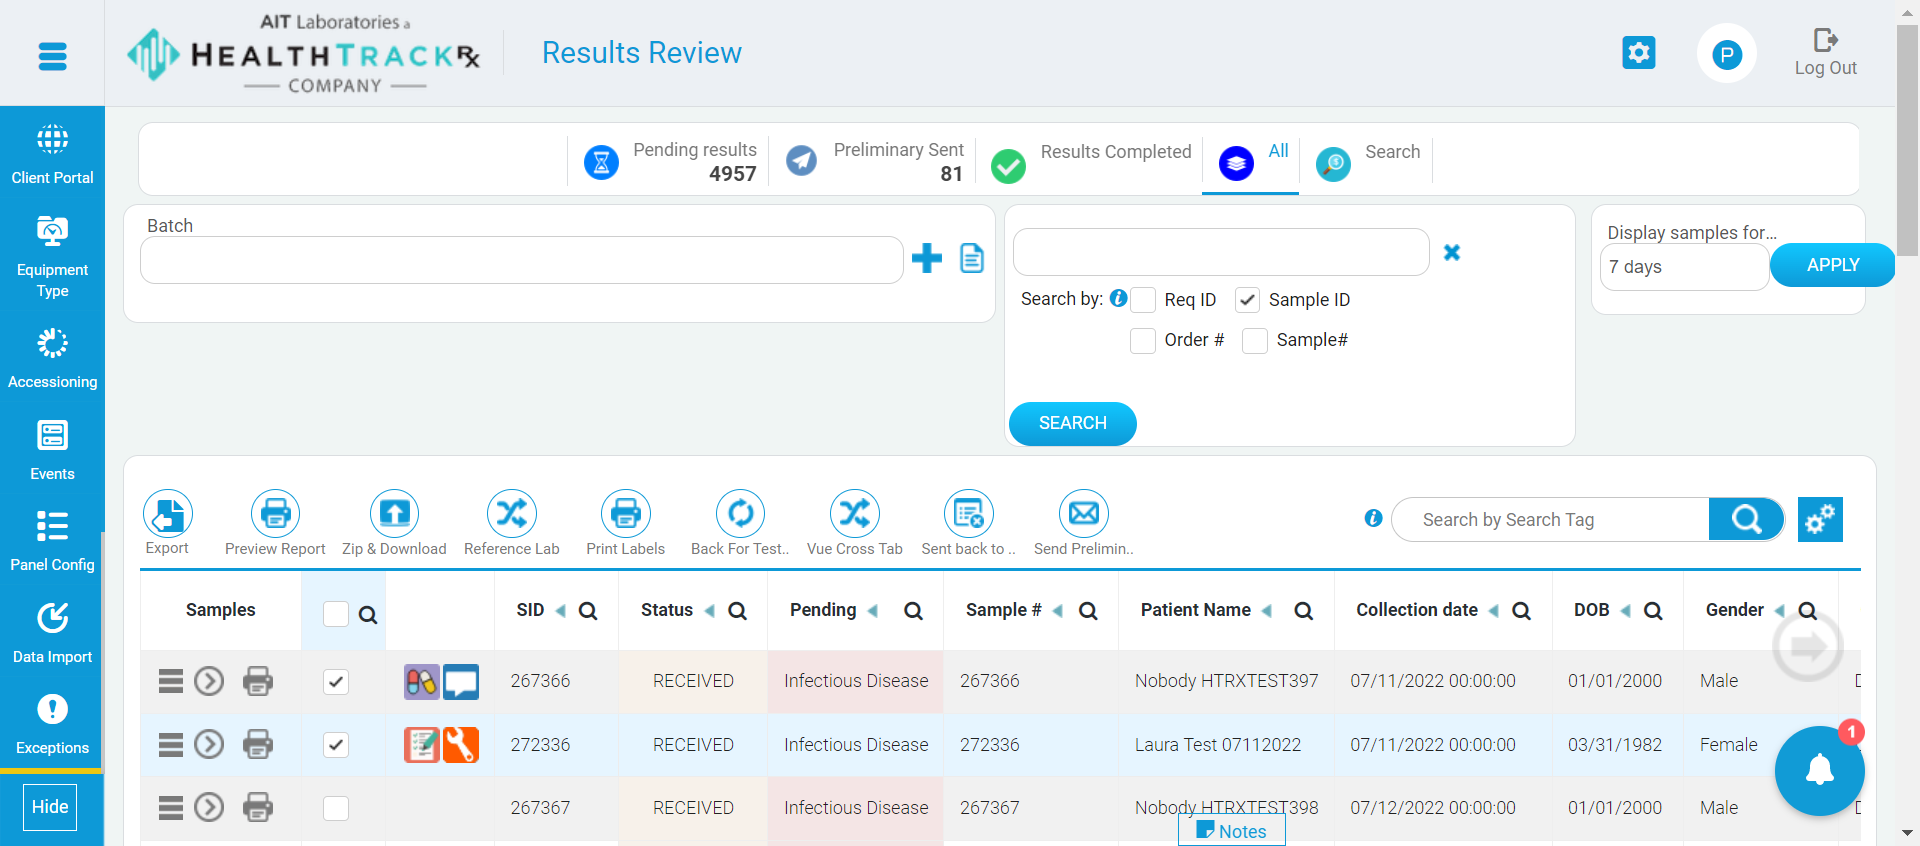 AIT Laboratories a
HEALTHTRACKRx
COMPANY
Results Review
P
Log Out
Client Portal
Equipment
Type
Accessioning
Events
Panel Config
Data Import
Exceptions
Hide
Pending results
4957
Preliminary Sent
81
Results Completed
All
Search
Batch
Search by:
Req ID
Sample ID
Order #
Sample#
SEARCH
Display samples for...
7 days
APPLY
Export
Preview Report
Zip & Download
Reference Lab
Print Labels
Back For Test..
Vue Cross Tab
Sent back to ..
Send Prelimin..
Search by Search Tag
Samples SID Status Pending Sample # Patient Name Collection date DOB Gender
267366 RECEIVED Infectious Disease 267366 Nobody HTRXTEST397 07/11/2022 00:00:00 01/01/2000 Male
272336 RECEIVED Infectious Disease 272336 Laura Test 07112022 07/11/2022 00:00:00 03/31/1982 Female
267367 RECEIVED Infectious Disease 267367 Nobody HTRXTEST398 07/12/2022 00:00:00 01/01/2000 Male
1
Notes